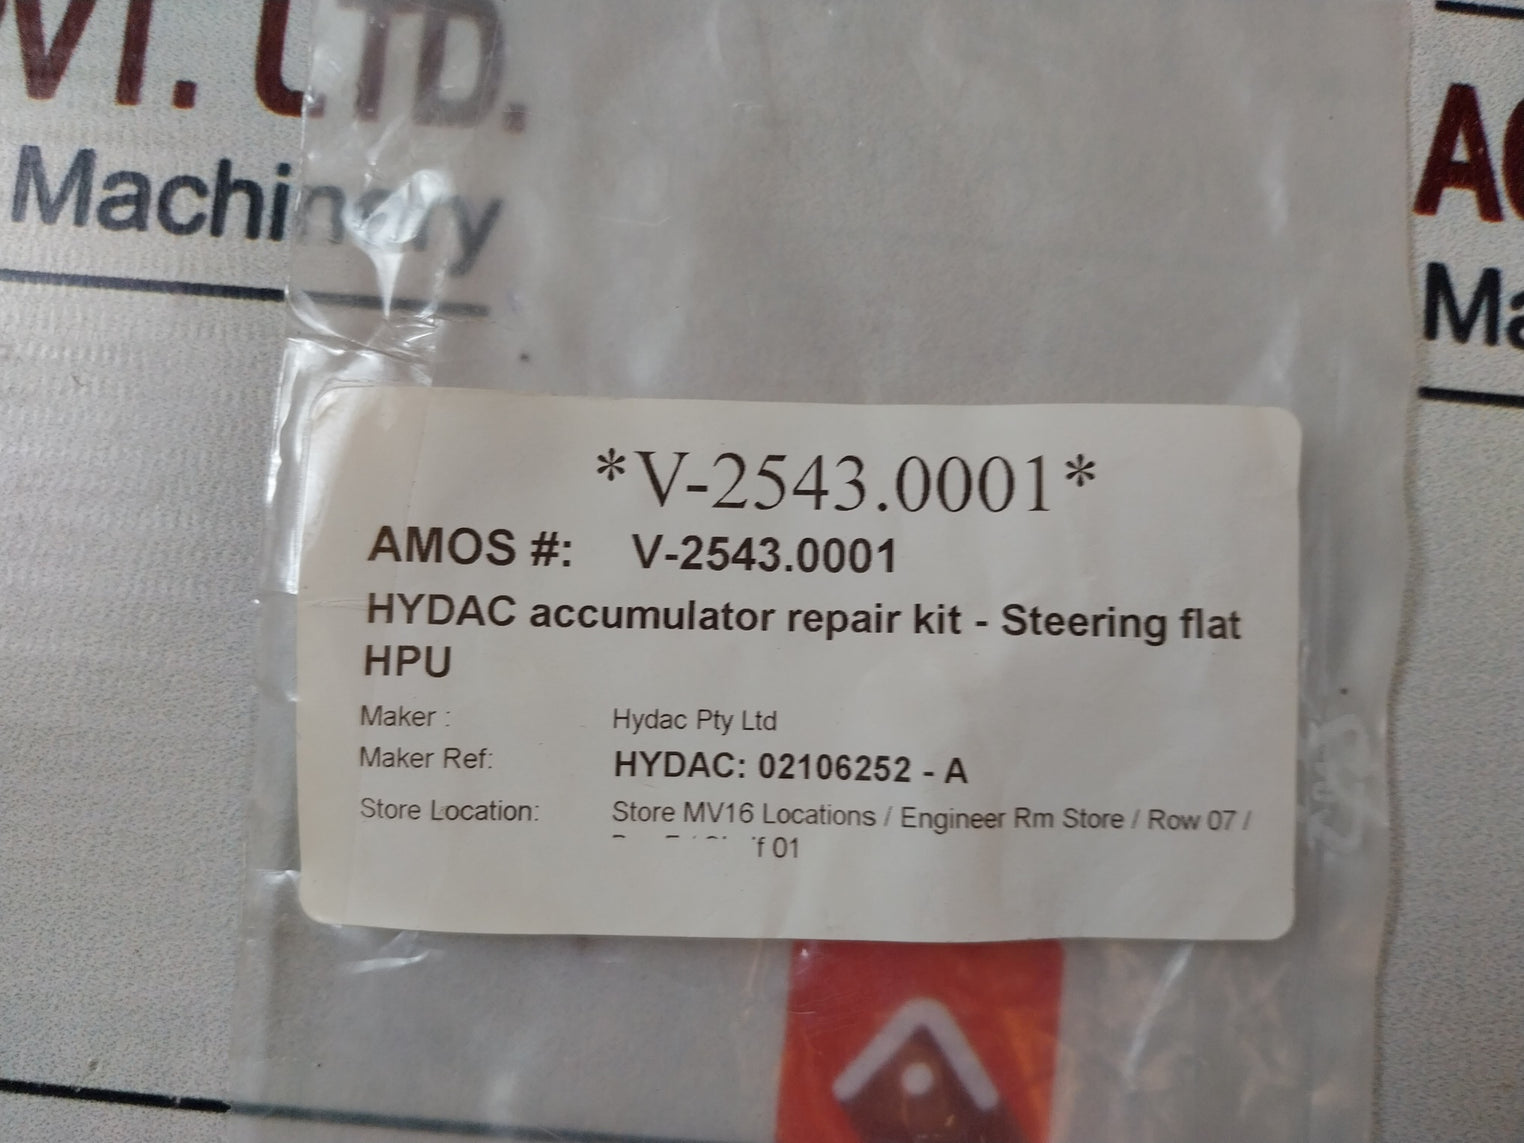 VT. LTD.
Machinery
Ma
*V-2543.0001*
AMOS #: V-2543.0001
HYDAC accumulator repair kit - Steering flat
HPU
Maker : Hydac Pty Ltd
Maker Ref: HYDAC: 02106252 - A
Store Location: Store MV16 Locations / Engineer Rm Store / Row 07 /
01